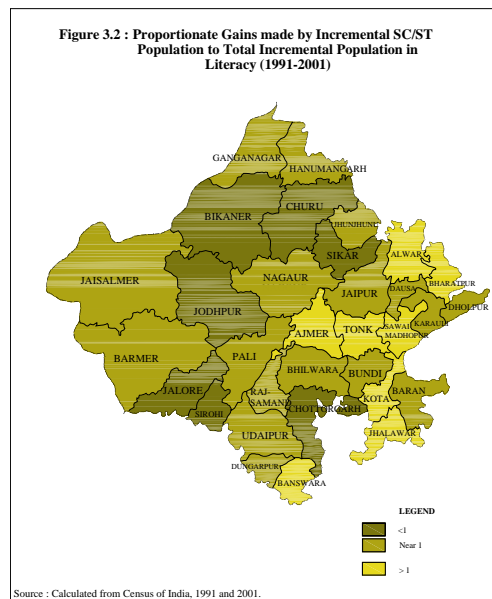 Figure 3.2 : Proportionate Gains made by Incremental SC/ST
Population to Total Incremental Population in
Literacy (1991-2001)
GANGANAGAR
HANUMANGARH
CHURU
BIKANER
JHUNJHUNU
SIKAR
ALWAR
JAISALMER
NAGAUR
BHARATPUR
JAIPUR
DAUSA
DHOLPUR
JODHPUR
AJMER
TONK
SAWAI
MADHOPUR
KARAULI
BARMER
PALI
BHILWARA
BUNDI
JALORE
RAJ-
SAMAND
KOTA
BARAN
SIROHI
CHOTTORGARH
UDAIPUR
JHALAWAR
DUNGARPUR
BANSWARA
LEGEND
<1
Near 1
> 1
Source : Calculated from Census of India, 1991 and 2001.